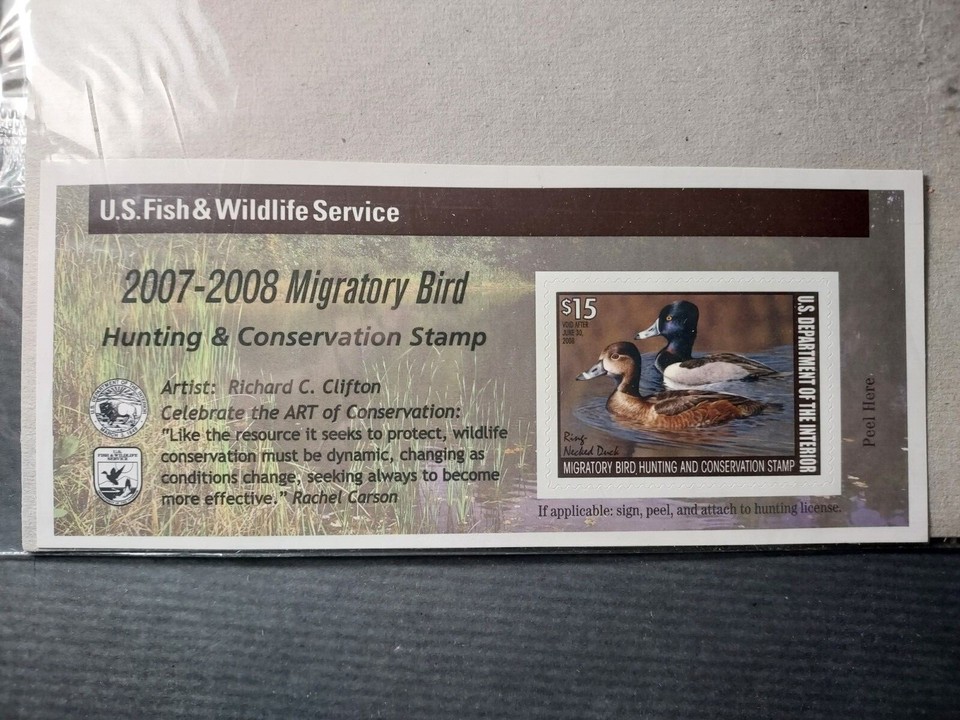 U.S. Fish & Wildlife Service
2007-2008 Migratory Bird
Hunting & Conservation Stamp
Artist: Richard C. Clifton
Celebrate the ART of Conservation:
"Like the resource it seeks to protect, wildlife
conservation must be dynamic, changing as
conditions change, seeking always to become
more effective." Rachel Carson
FISH & WILDLIFE
SERVICE
$15
VOID AFTER
JUNE 30,
2008
U.S. DEPARTMENT OF THE INTERIOR
Ring-
Necked Duck
MIGRATORY BIRD HUNTING AND CONSERVATION STAMP
If applicable: sign, peel, and attach to hunting license.
Peel Here